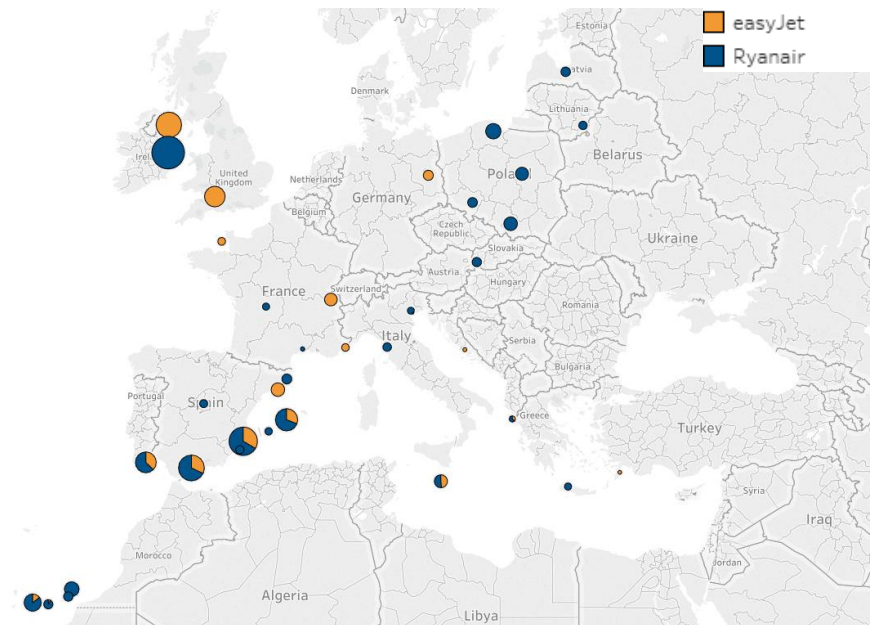 easyJet
Ryanair
Estonia
Latvia
Denmark
Lithuania
Ireland
United
Kingdom
Netherlands
Belarus
Poland
Germany
Belgium
Czech
Republic
Ukraine
Slovakia
Austria
Hungary
France
Switzerland
Romania
Italy
Serbia
Bulgaria
Portugal
Spain
Greece
Turkey
Syria
Iraq
Morocco
Jordan
Algeria
Libya